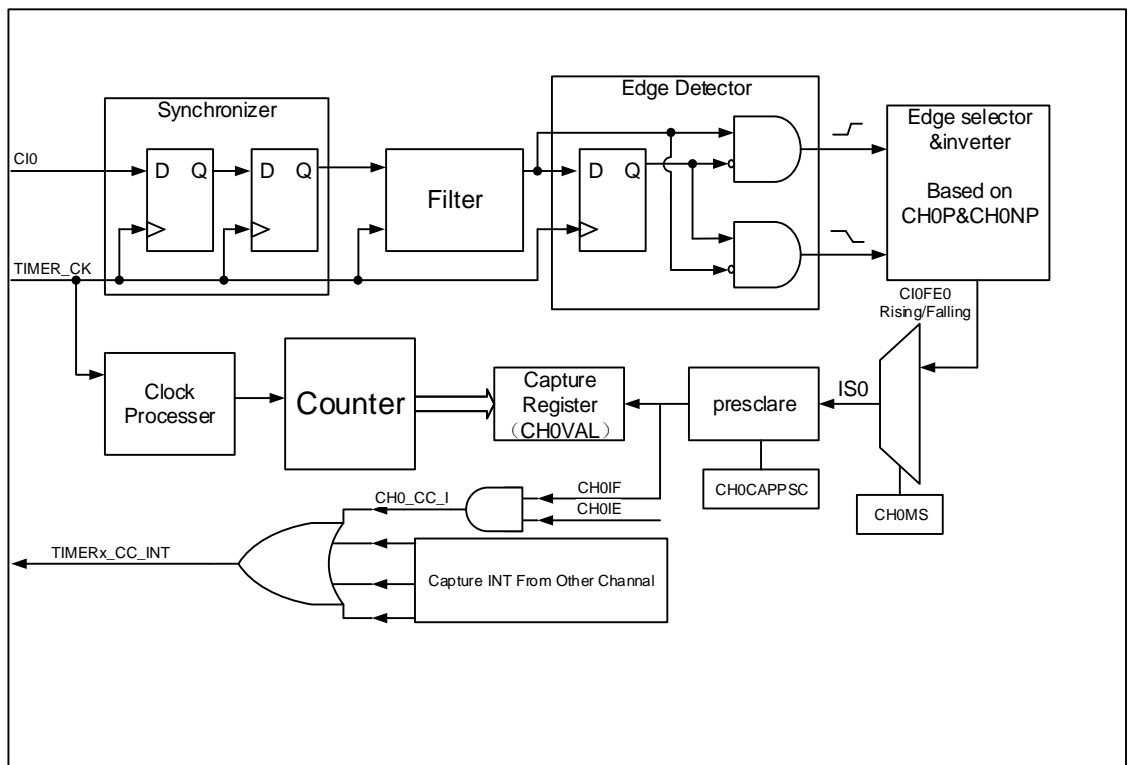 Synchronizer
Edge Detector
CI0
D Q
D Q
Filter
D Q
Edge selector
&inverter
Based on
CH0P&CH0NP
TIMER_CK
CI0FE0
Rising/Falling
Clock
Processer
Counter
Capture
Register
（CH0VAL）
presclare
IS0
CH0CAPPSC
CH0MS
CH0_CC_I
CH0IF
CH0IE
TIMERx_CC_INT
Capture INT From Other Channal